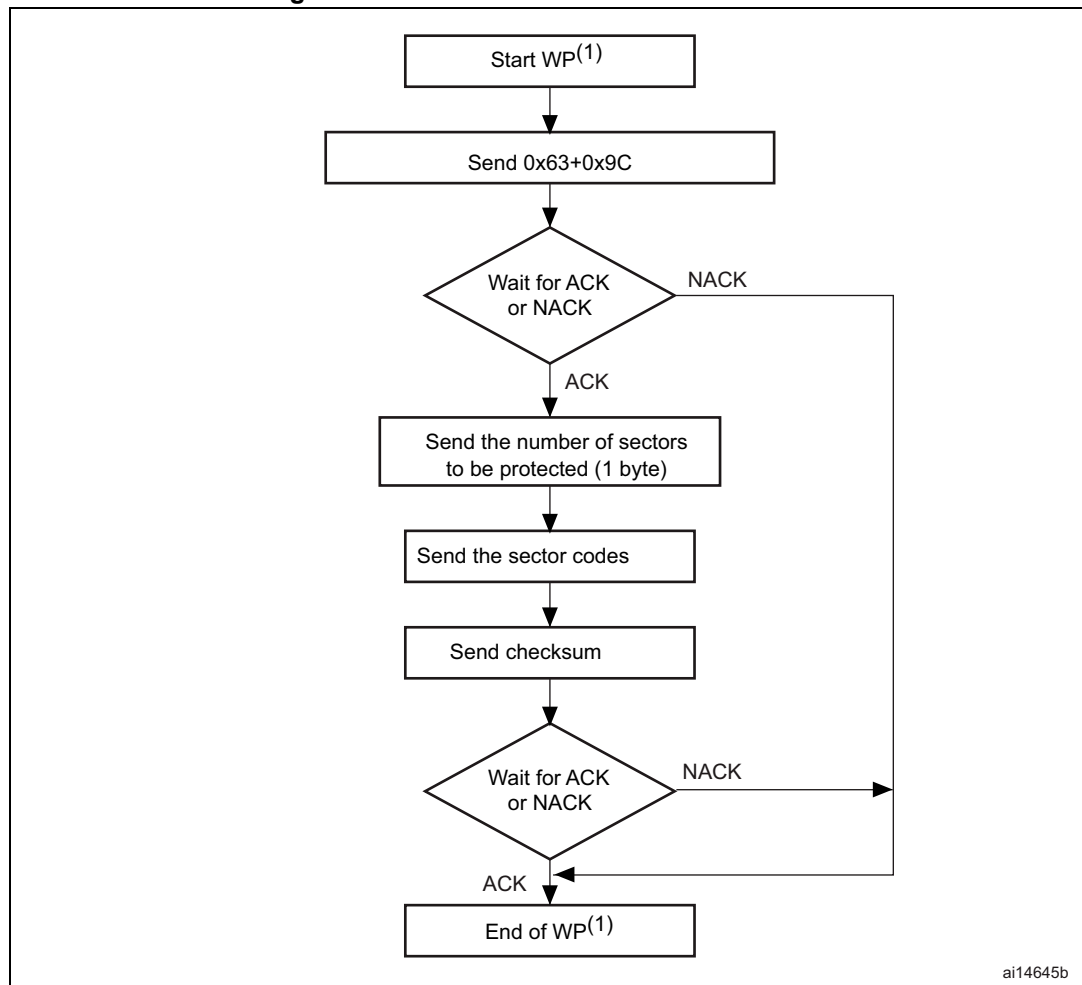 Start WP(1)
Send 0x63+0x9C
Wait for ACK
or NACK
NACK
ACK
Send the number of sectors
to be protected (1 byte)
Send the sector codes
Send checksum
Wait for ACK
or NACK
NACK
ACK
End of WP(1)
ai14645b